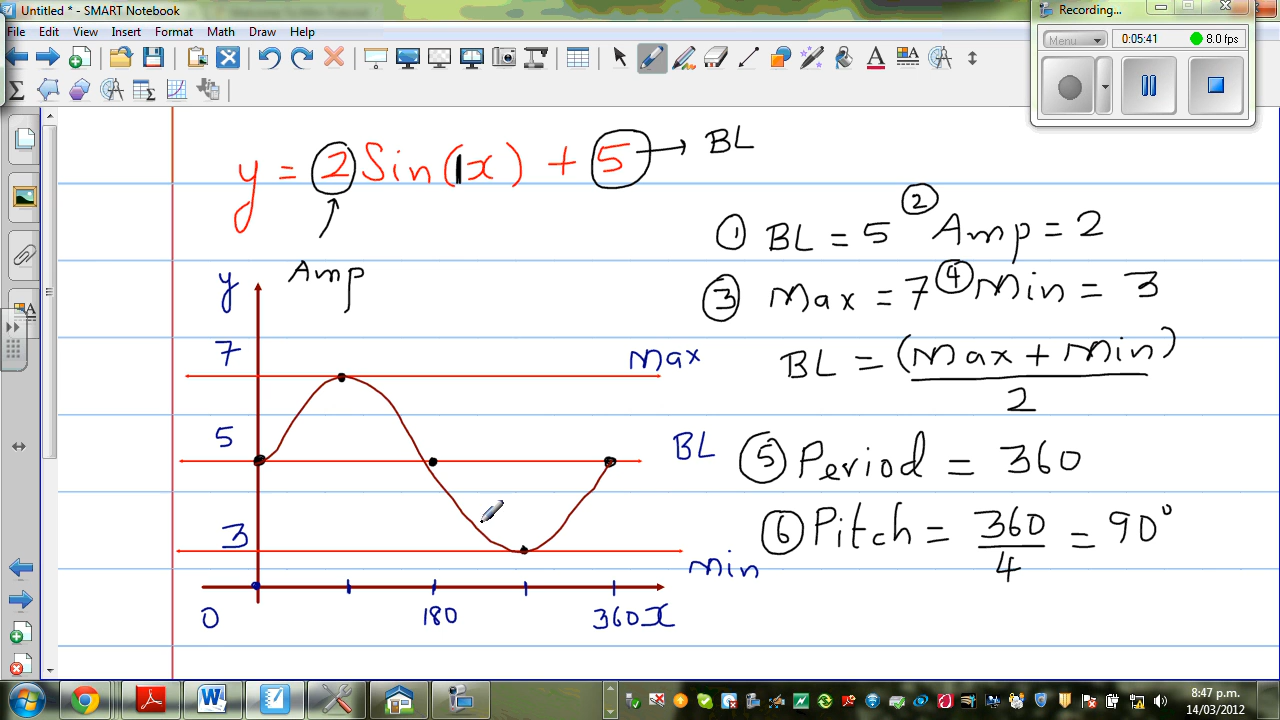 Untitled * - SMART Notebook
File Edit View Insert Format Math Draw Help
Recording...
Menu 0:05:41 8.0 fps
y = 2 Sin(1x) + 5 → BL
Amp
① BL = 5 ② Amp = 2
③ Max = 7 ④ Min = 3
BL = (Max + Min)
2
⑤ Period = 360
⑥ Pitch = 360 = 90°
4
y
7 Max
5 BL
3 Min
0 180 360 x
8:47 p.m.
14/03/2012